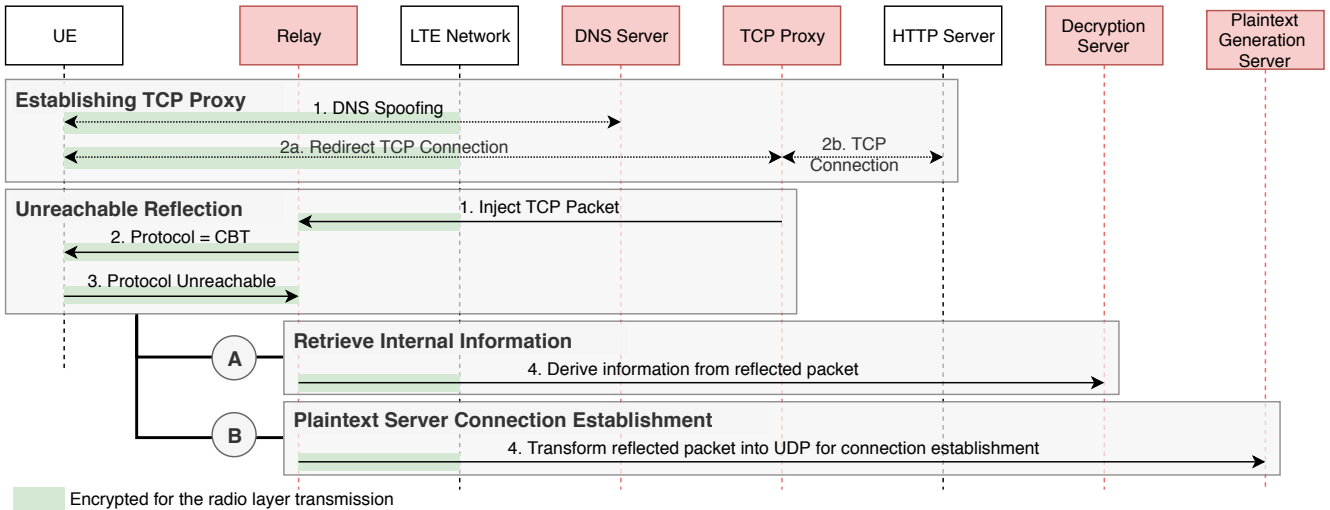 UE
Relay
LTE Network
DNS Server
TCP Proxy
HTTP Server
Decryption
Server
Plaintext
Generation
Server
Establishing TCP Proxy
1. DNS Spoofing
2a. Redirect TCP Connection
2b. TCP
Connection
Unreachable Reflection
1. Inject TCP Packet
2. Protocol = CBT
3. Protocol Unreachable
A
Retrieve Internal Information
4. Derive information from reflected packet
B
Plaintext Server Connection Establishment
4. Transform reflected packet into UDP for connection establishment
Encrypted for the radio layer transmission